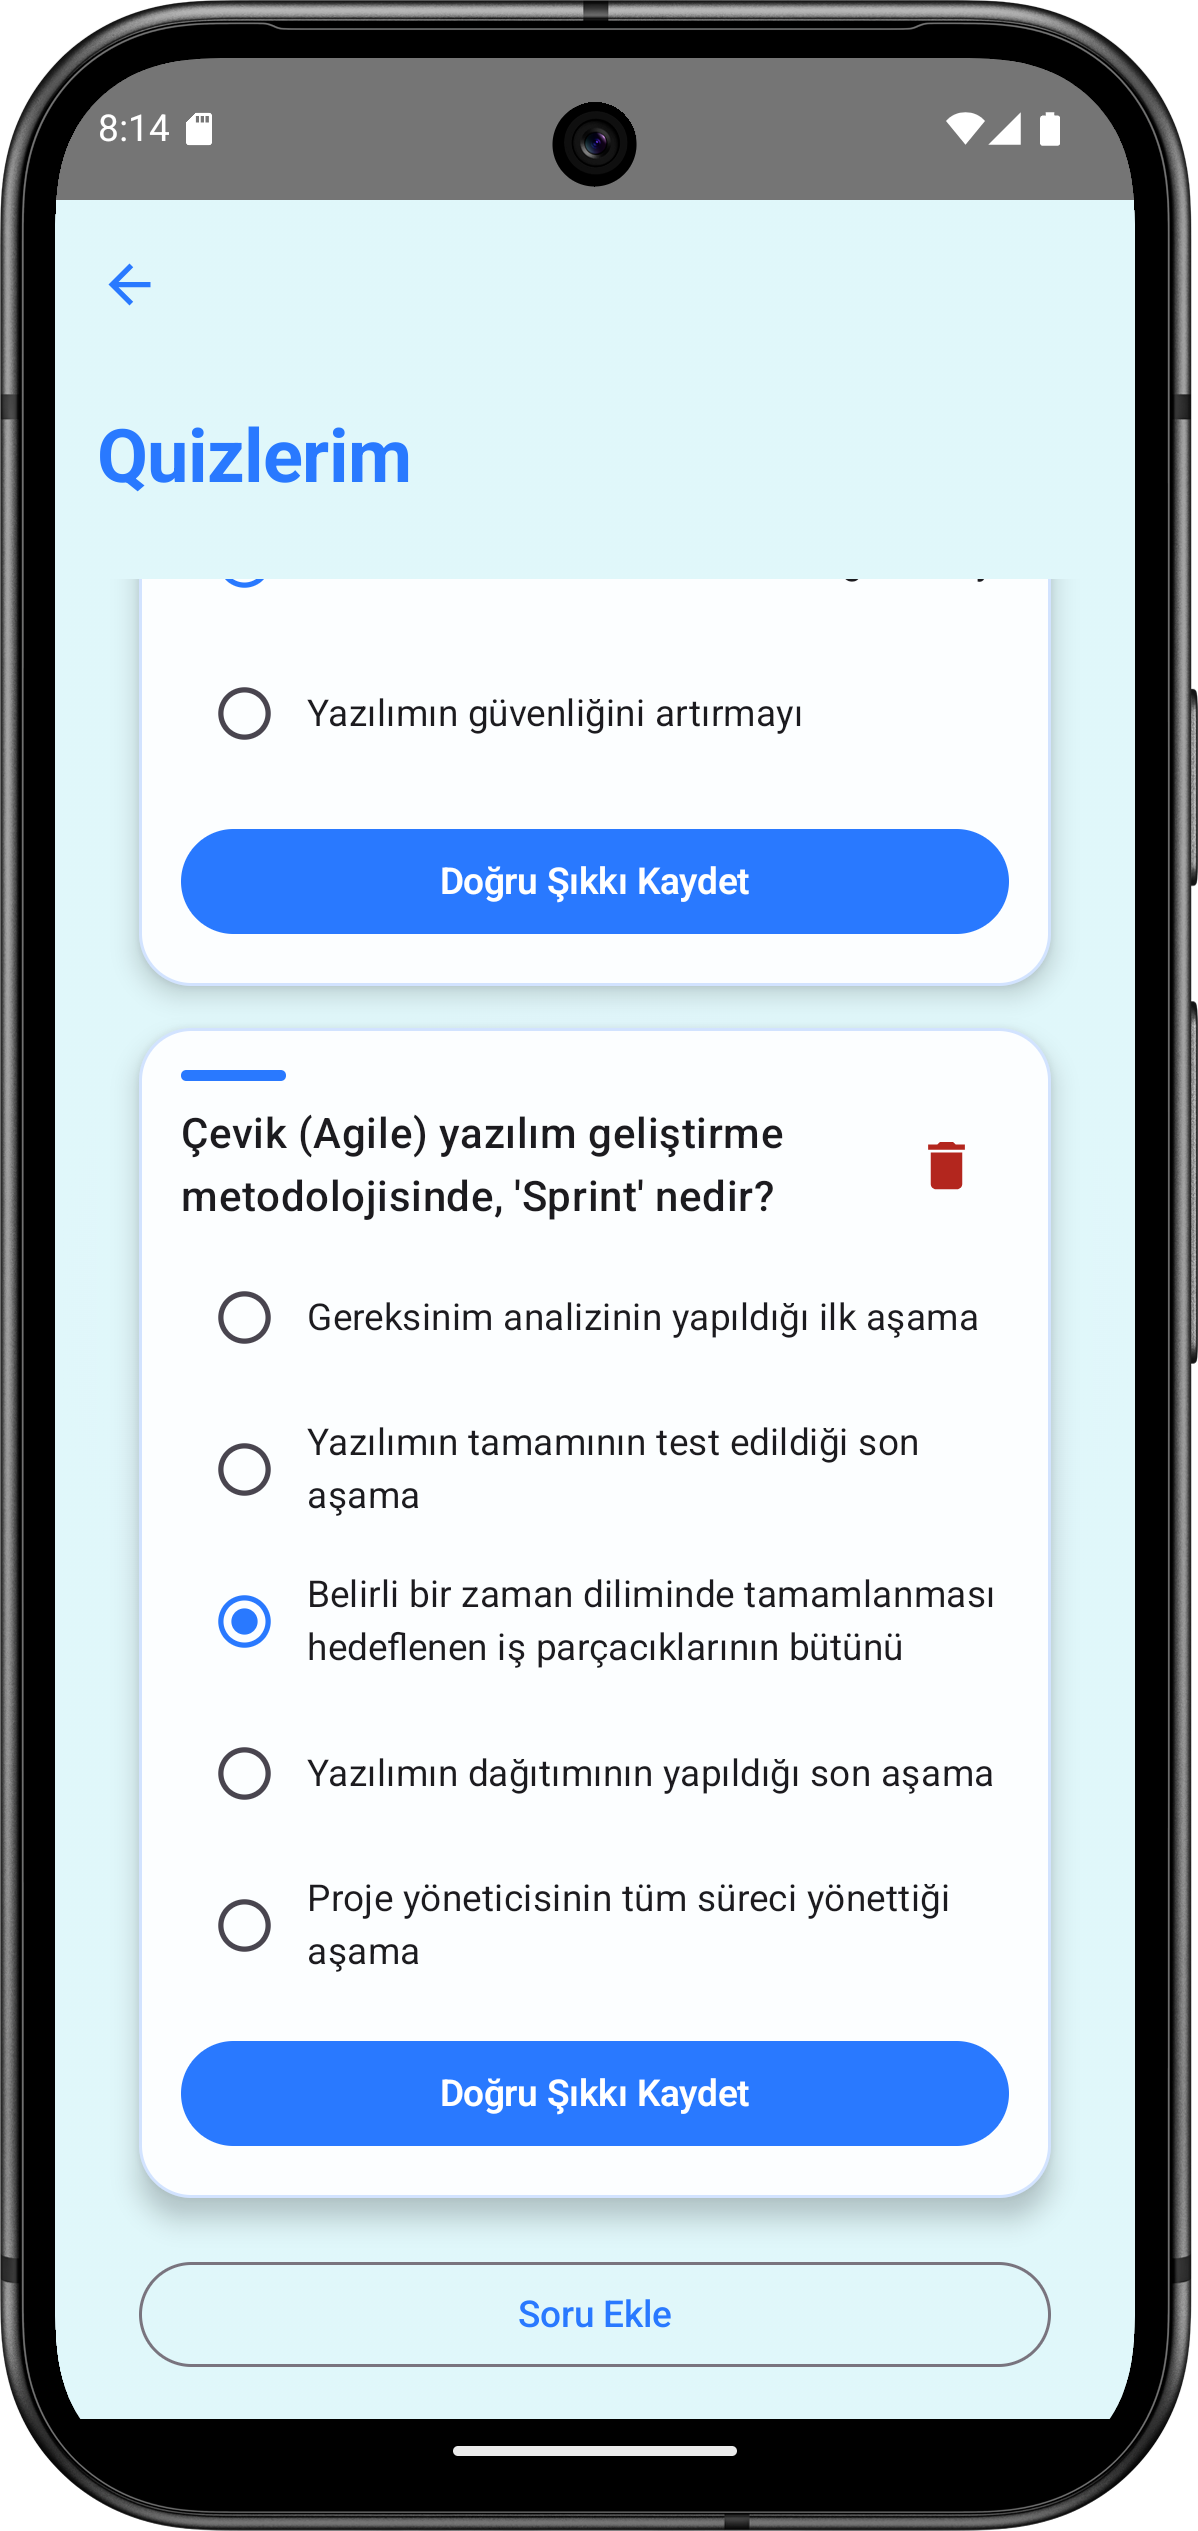 8:14
Quizlerim
Yazılımın güvenliğini artırmayı
Doğru Şıkkı Kaydet
Çevik (Agile) yazılım geliştirme
metodolojisinde, 'Sprint' nedir?
Gereksinim analizinin yapıldığı ilk aşama
Yazılımın tamamının test edildiği son
aşama
Belirli bir zaman diliminde tamamlanması
hedeflenen iş parçacıklarının bütünü
Yazılımın dağıtımının yapıldığı son aşama
Proje yöneticisinin tüm süreci yönettiği
aşama
Doğru Şıkkı Kaydet
Soru Ekle